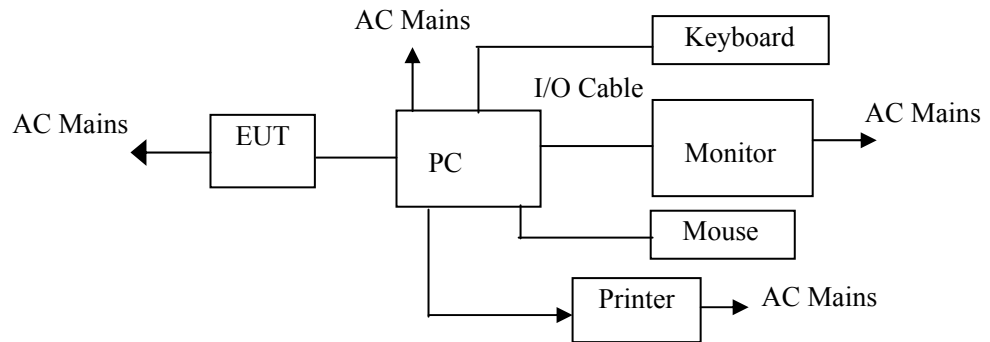 AC Mains
Keyboard
I/O Cable
AC Mains
EUT
PC
Monitor
AC Mains
Mouse
Printer
AC Mains